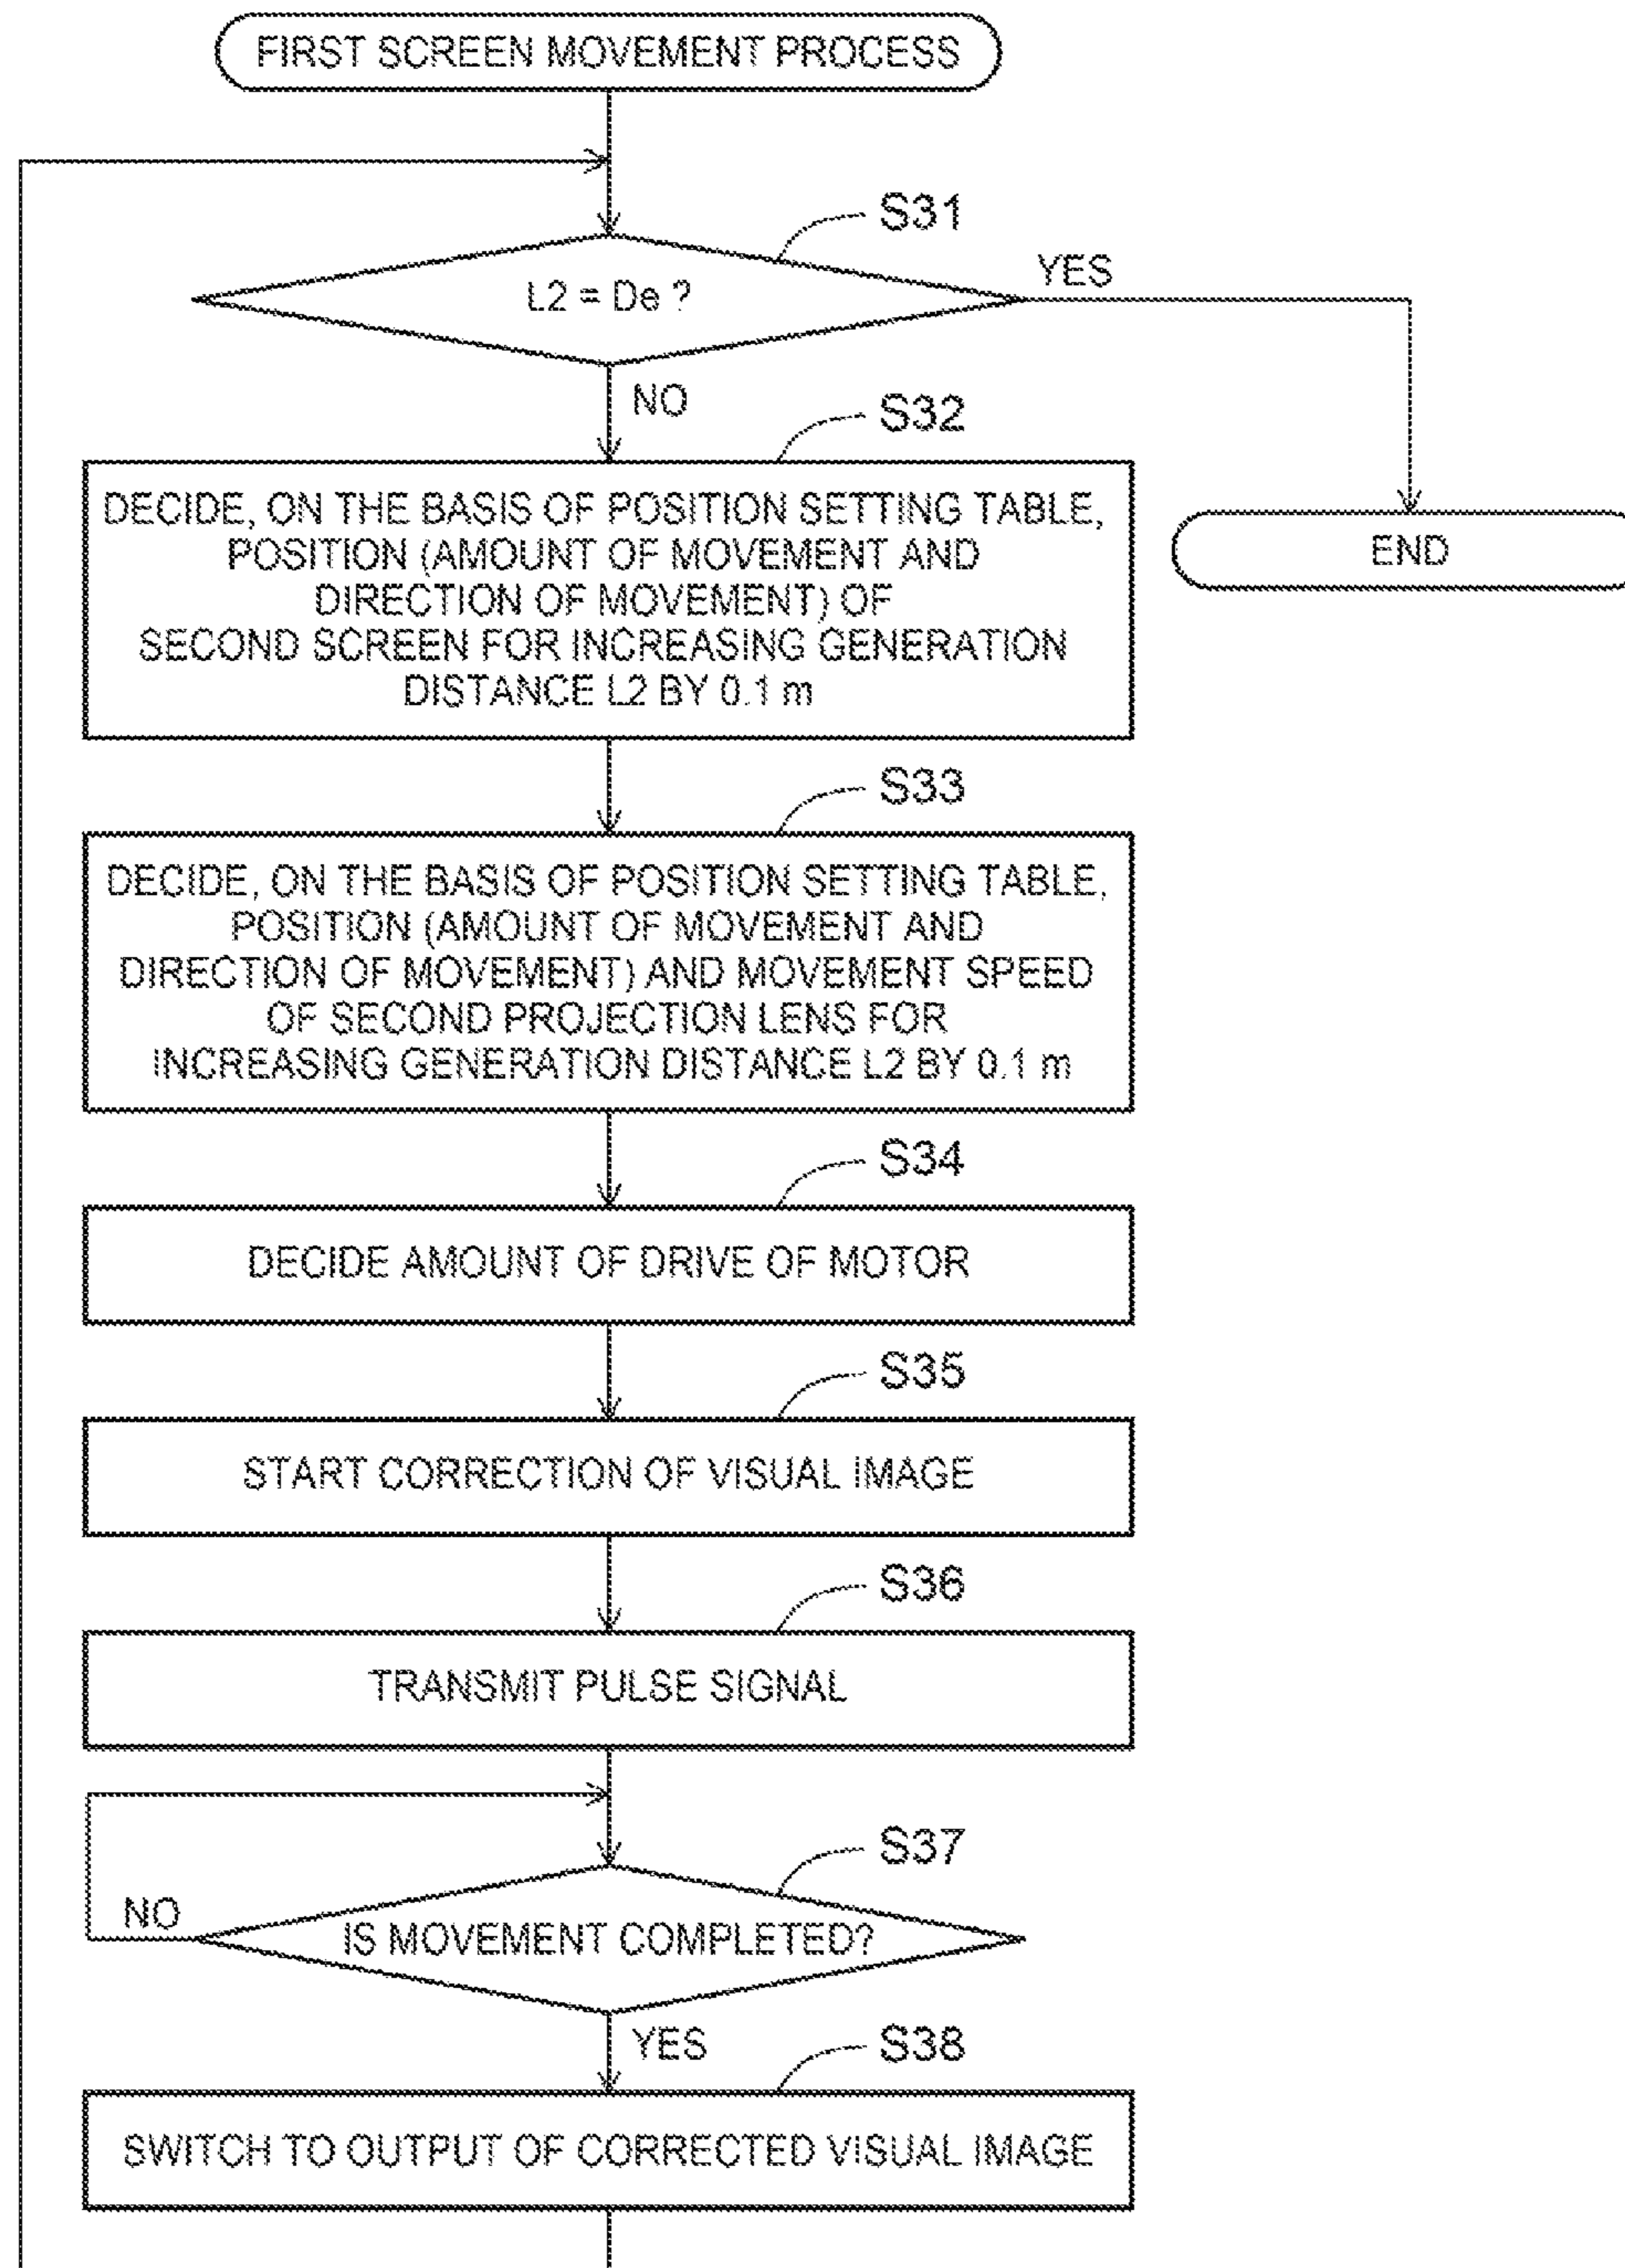 FIRST SCREEN MOVEMENT PROCESS
S31
L2 = De ?
YES
NO
S32
DECIDE, ON THE BASIS OF POSITION SETTING TABLE,
POSITION (AMOUNT OF MOVEMENT AND
DIRECTION OF MOVEMENT) OF
SECOND SCREEN FOR INCREASING GENERATION
DISTANCE L2 BY 0.1 m
END
S33
DECIDE, ON THE BASIS OF POSITION SETTING TABLE,
POSITION (AMOUNT OF MOVEMENT AND
DIRECTION OF MOVEMENT) AND MOVEMENT SPEED
OF SECOND PROJECTION LENS FOR
INCREASING GENERATION DISTANCE L2 BY 0.1 m
S34
DECIDE AMOUNT OF DRIVE OF MOTOR
S35
START CORRECTION OF VISUAL IMAGE
S36
TRANSMIT PULSE SIGNAL
S37
NO
IS MOVEMENT COMPLETED?
YES
S38
SWITCH TO OUTPUT OF CORRECTED VISUAL IMAGE